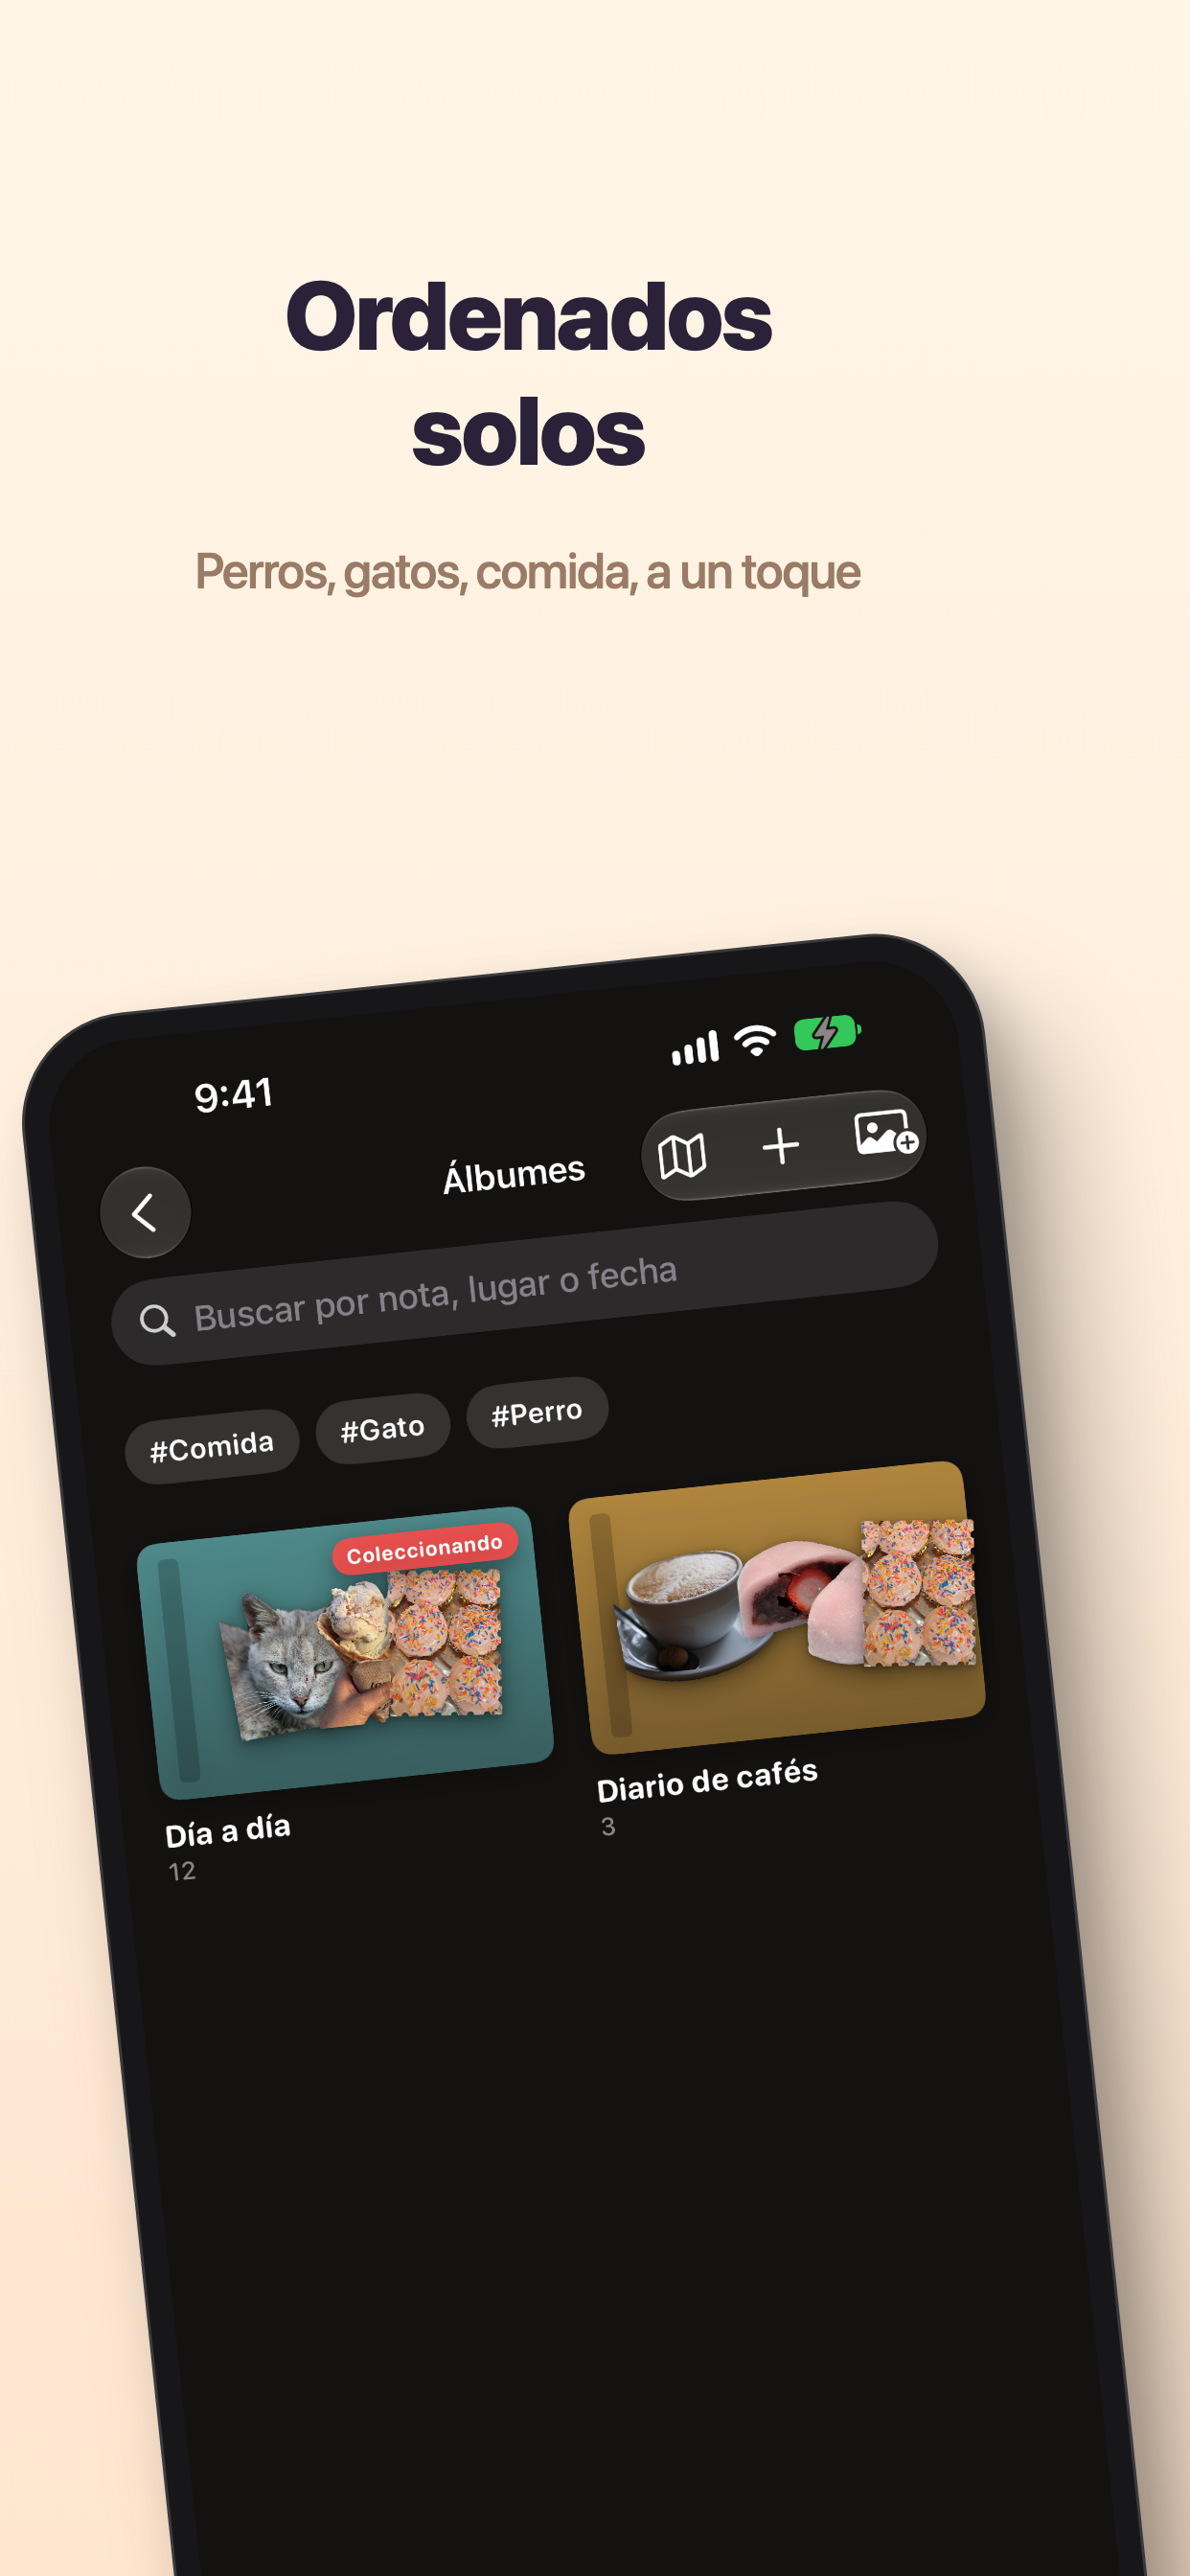 Ordenados
solos
Perros, gatos, comida, a un toque
9:41
Álbumes
Buscar por nota, lugar o fecha
#Comida #Gato #Perro
Coleccionando
Día a día
12
Diario de cafés
3